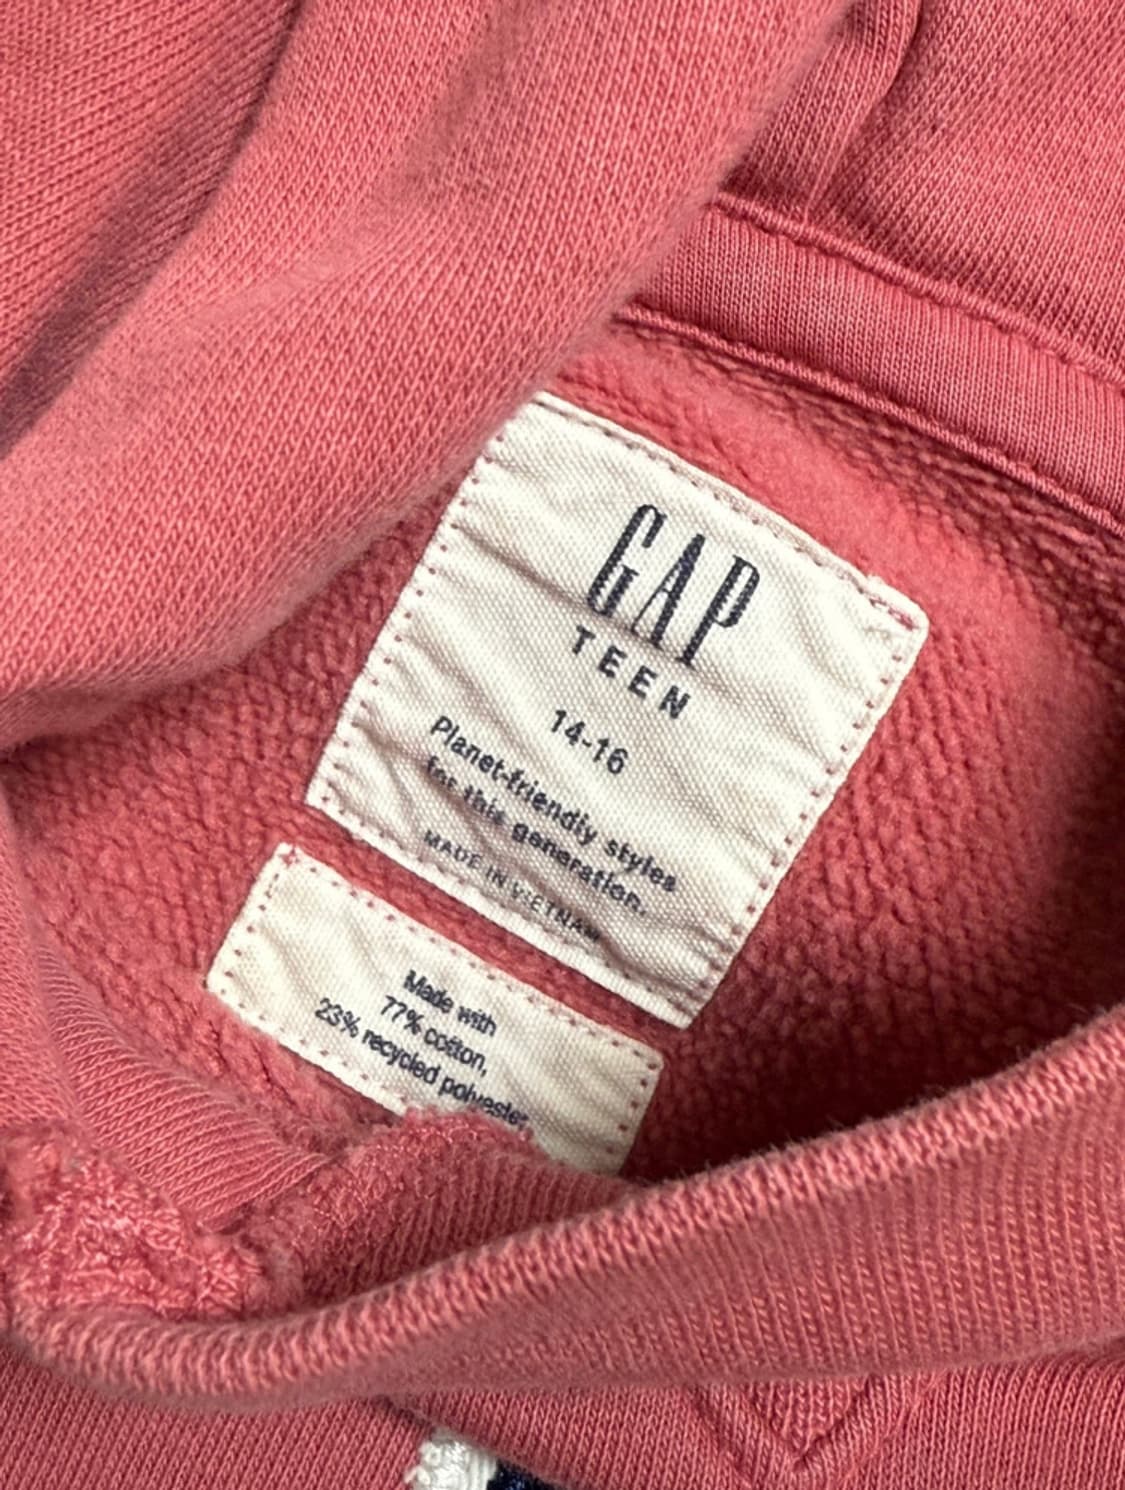 GAP
TEEN
14-16
Planet-friendly styles
for this generation.
MADE IN VIETNAM
Made with
77% cotton,
23% recycled polyester